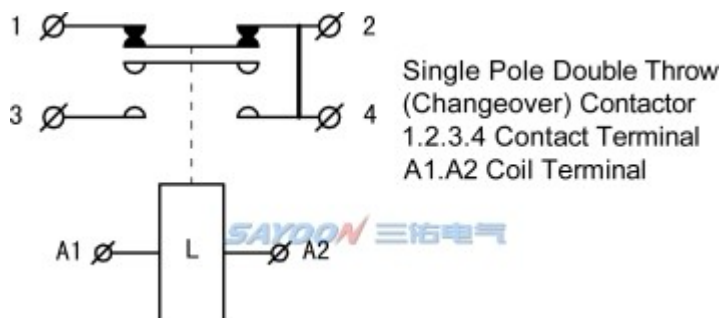 1
2
Single Pole Double Throw
(Changeover) Contactor
3
4
1.2.3.4 Contact Terminal
A1.A2 Coil Terminal
SAYOON 三佑电气
A1
L
A2